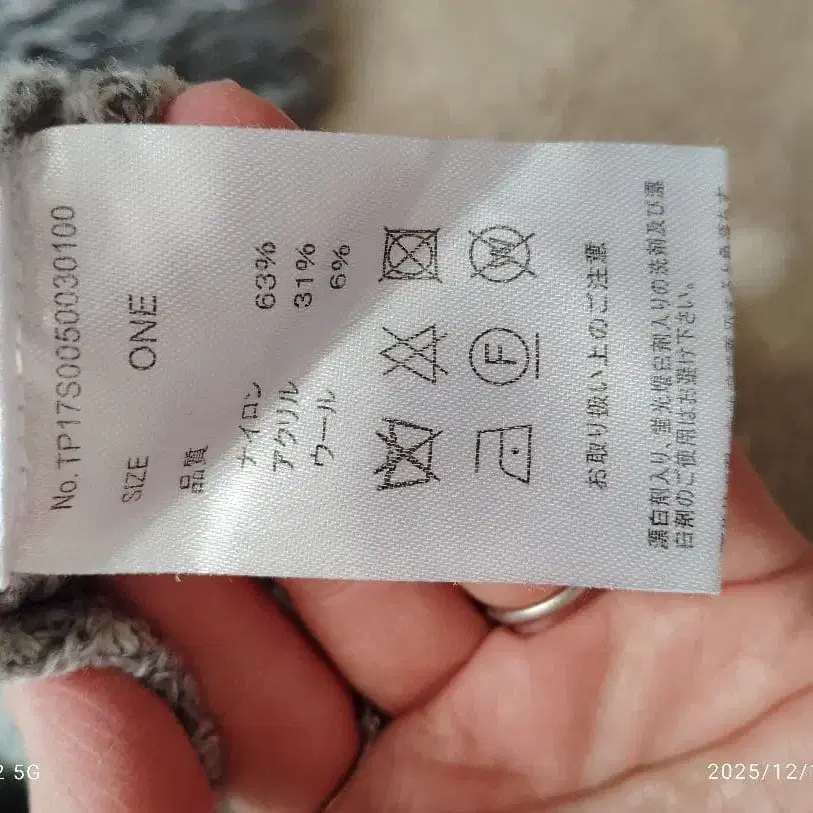 No.TP17S0050030100
SIZE ONE
品質
ナイロン 63%
アクリル 31%
ウール 6%
W
F
お取り扱い上のご注意
漂白剤入り、蛍光増白剤入りの洗剤及び漂
白剤のご使用はお避け下さい。
2 5G
2025/12/1